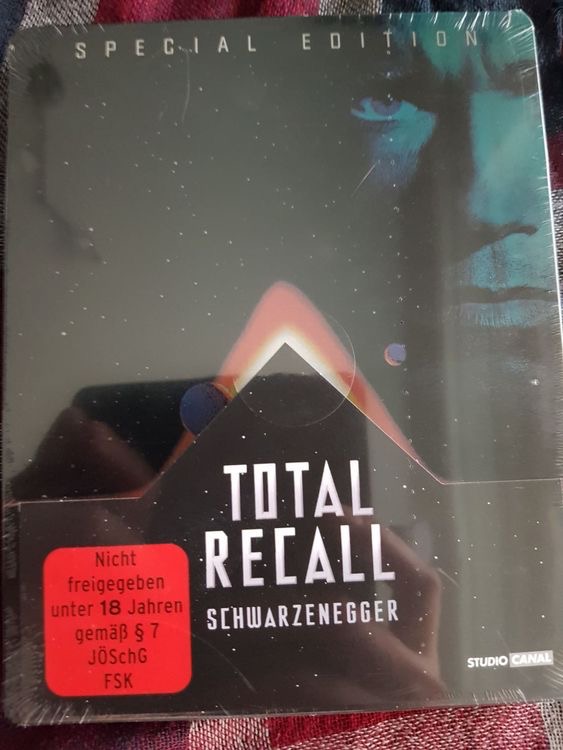 SPECIAL EDITION
TOTAL
RECALL
SCHWARZENEGGER
Nicht
freigegeben
unter 18 Jahren
gemäß § 7
JÖSchG
FSK
STUDIO CANAL